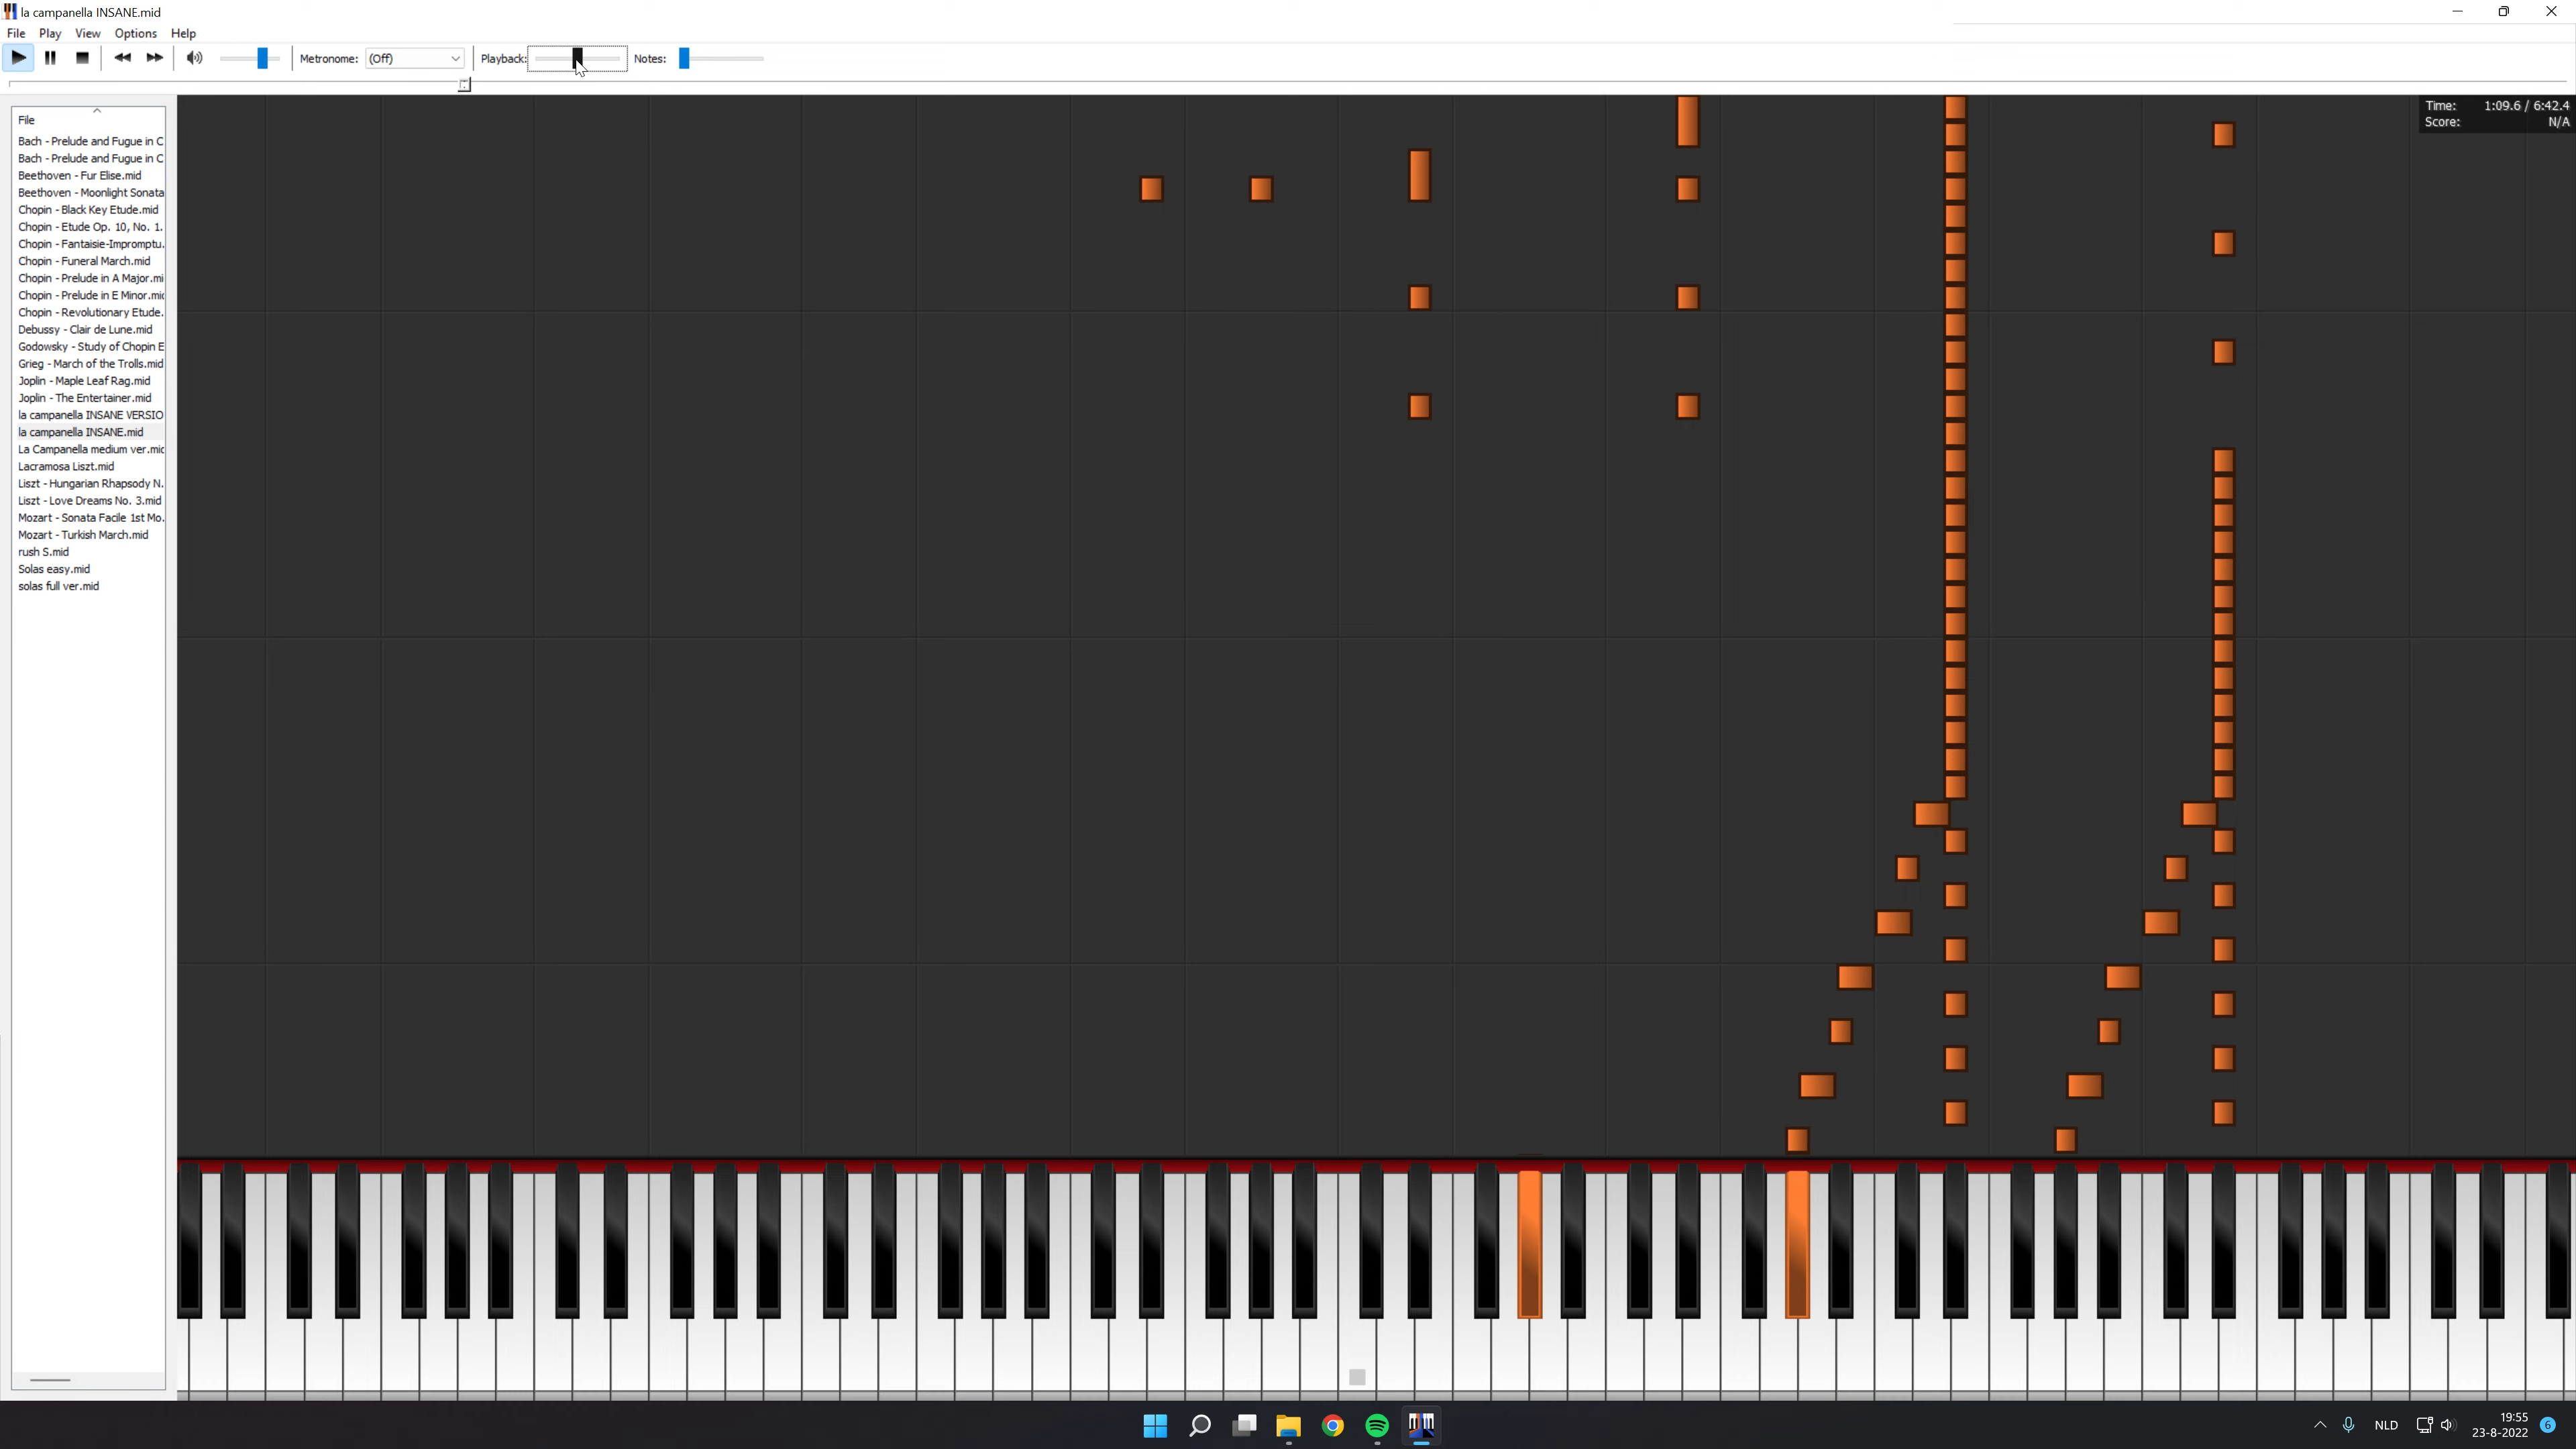 la campanella INSANE.mid
File Play View Options Help
Metronome: (Off) Playback: Notes:
Time: 1:09.6 / 6:42.4
Score: N/A
File
Bach - Prelude and Fugue in C
Bach - Prelude and Fugue in C
Beethoven - Fur Elise.mid
Beethoven - Moonlight Sonata
Chopin - Black Key Etude.mid
Chopin - Etude Op. 10, No. 1.
Chopin - Fantaisie-Impromptu.
Chopin - Funeral March.mid
Chopin - Prelude in A Major.mi
Chopin - Prelude in E Minor.mic
Chopin - Revolutionary Etude.
Debussy - Clair de Lune.mid
Godowsky - Study of Chopin E
Grieg - March of the Trolls.mid
Joplin - Maple Leaf Rag.mid
Joplin - The Entertainer.mid
la campanella INSANE VERSIO
la campanella INSANE.mid
La Campanella medium ver.mic
Lacramosa Liszt.mid
Liszt - Hungarian Rhapsody N.
Liszt - Love Dreams No. 3.mid
Mozart - Sonata Facile 1st Mo.
Mozart - Turkish March.mid
rush S.mid
Solas easy.mid
solas full ver.mid
NLD
19:55
23-8-2022
6